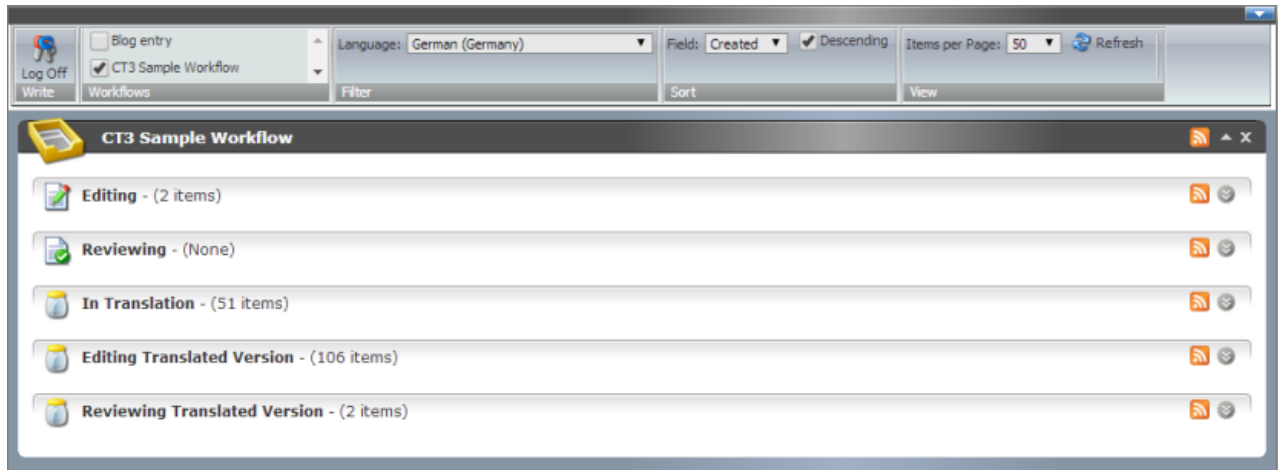 Blog entry
Language: German (Germany)
Field: Created
Descending
Items per Page: 50
Refresh
Log Off
CT3 Sample Workflow
Write
Workflows
Filter
Sort
View
CT3 Sample Workflow
Editing - (2 items)
Reviewing - (None)
In Translation - (51 items)
Editing Translated Version - (106 items)
Reviewing Translated Version - (2 items)